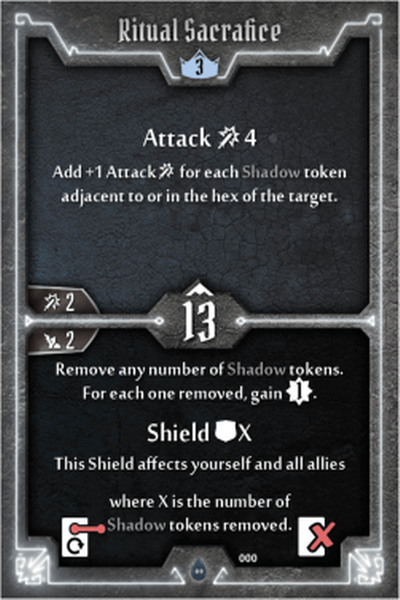 Ritual Sacrafice
3
Attack 4
Add +1 Attack for each Shadow token
adjacent to or in the hex of the target.
2
13
2
Remove any number of Shadow tokens.
For each one removed, gain 1.
Shield X
This Shield affects yourself and all allies
where X is the number of
Shadow tokens removed.
000